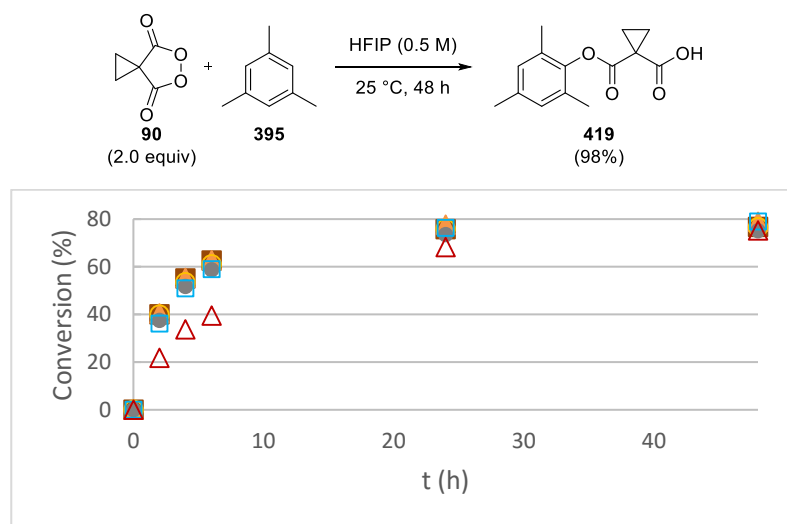 O
O
O
O
90
(2.0 equiv)
+
395
HFIP (0.5 M)
25 °C, 48 h
O
O
OH
O
419
(98%)
Conversion (%)
80
60
40
20
0
0
10
20
30
40
t (h)